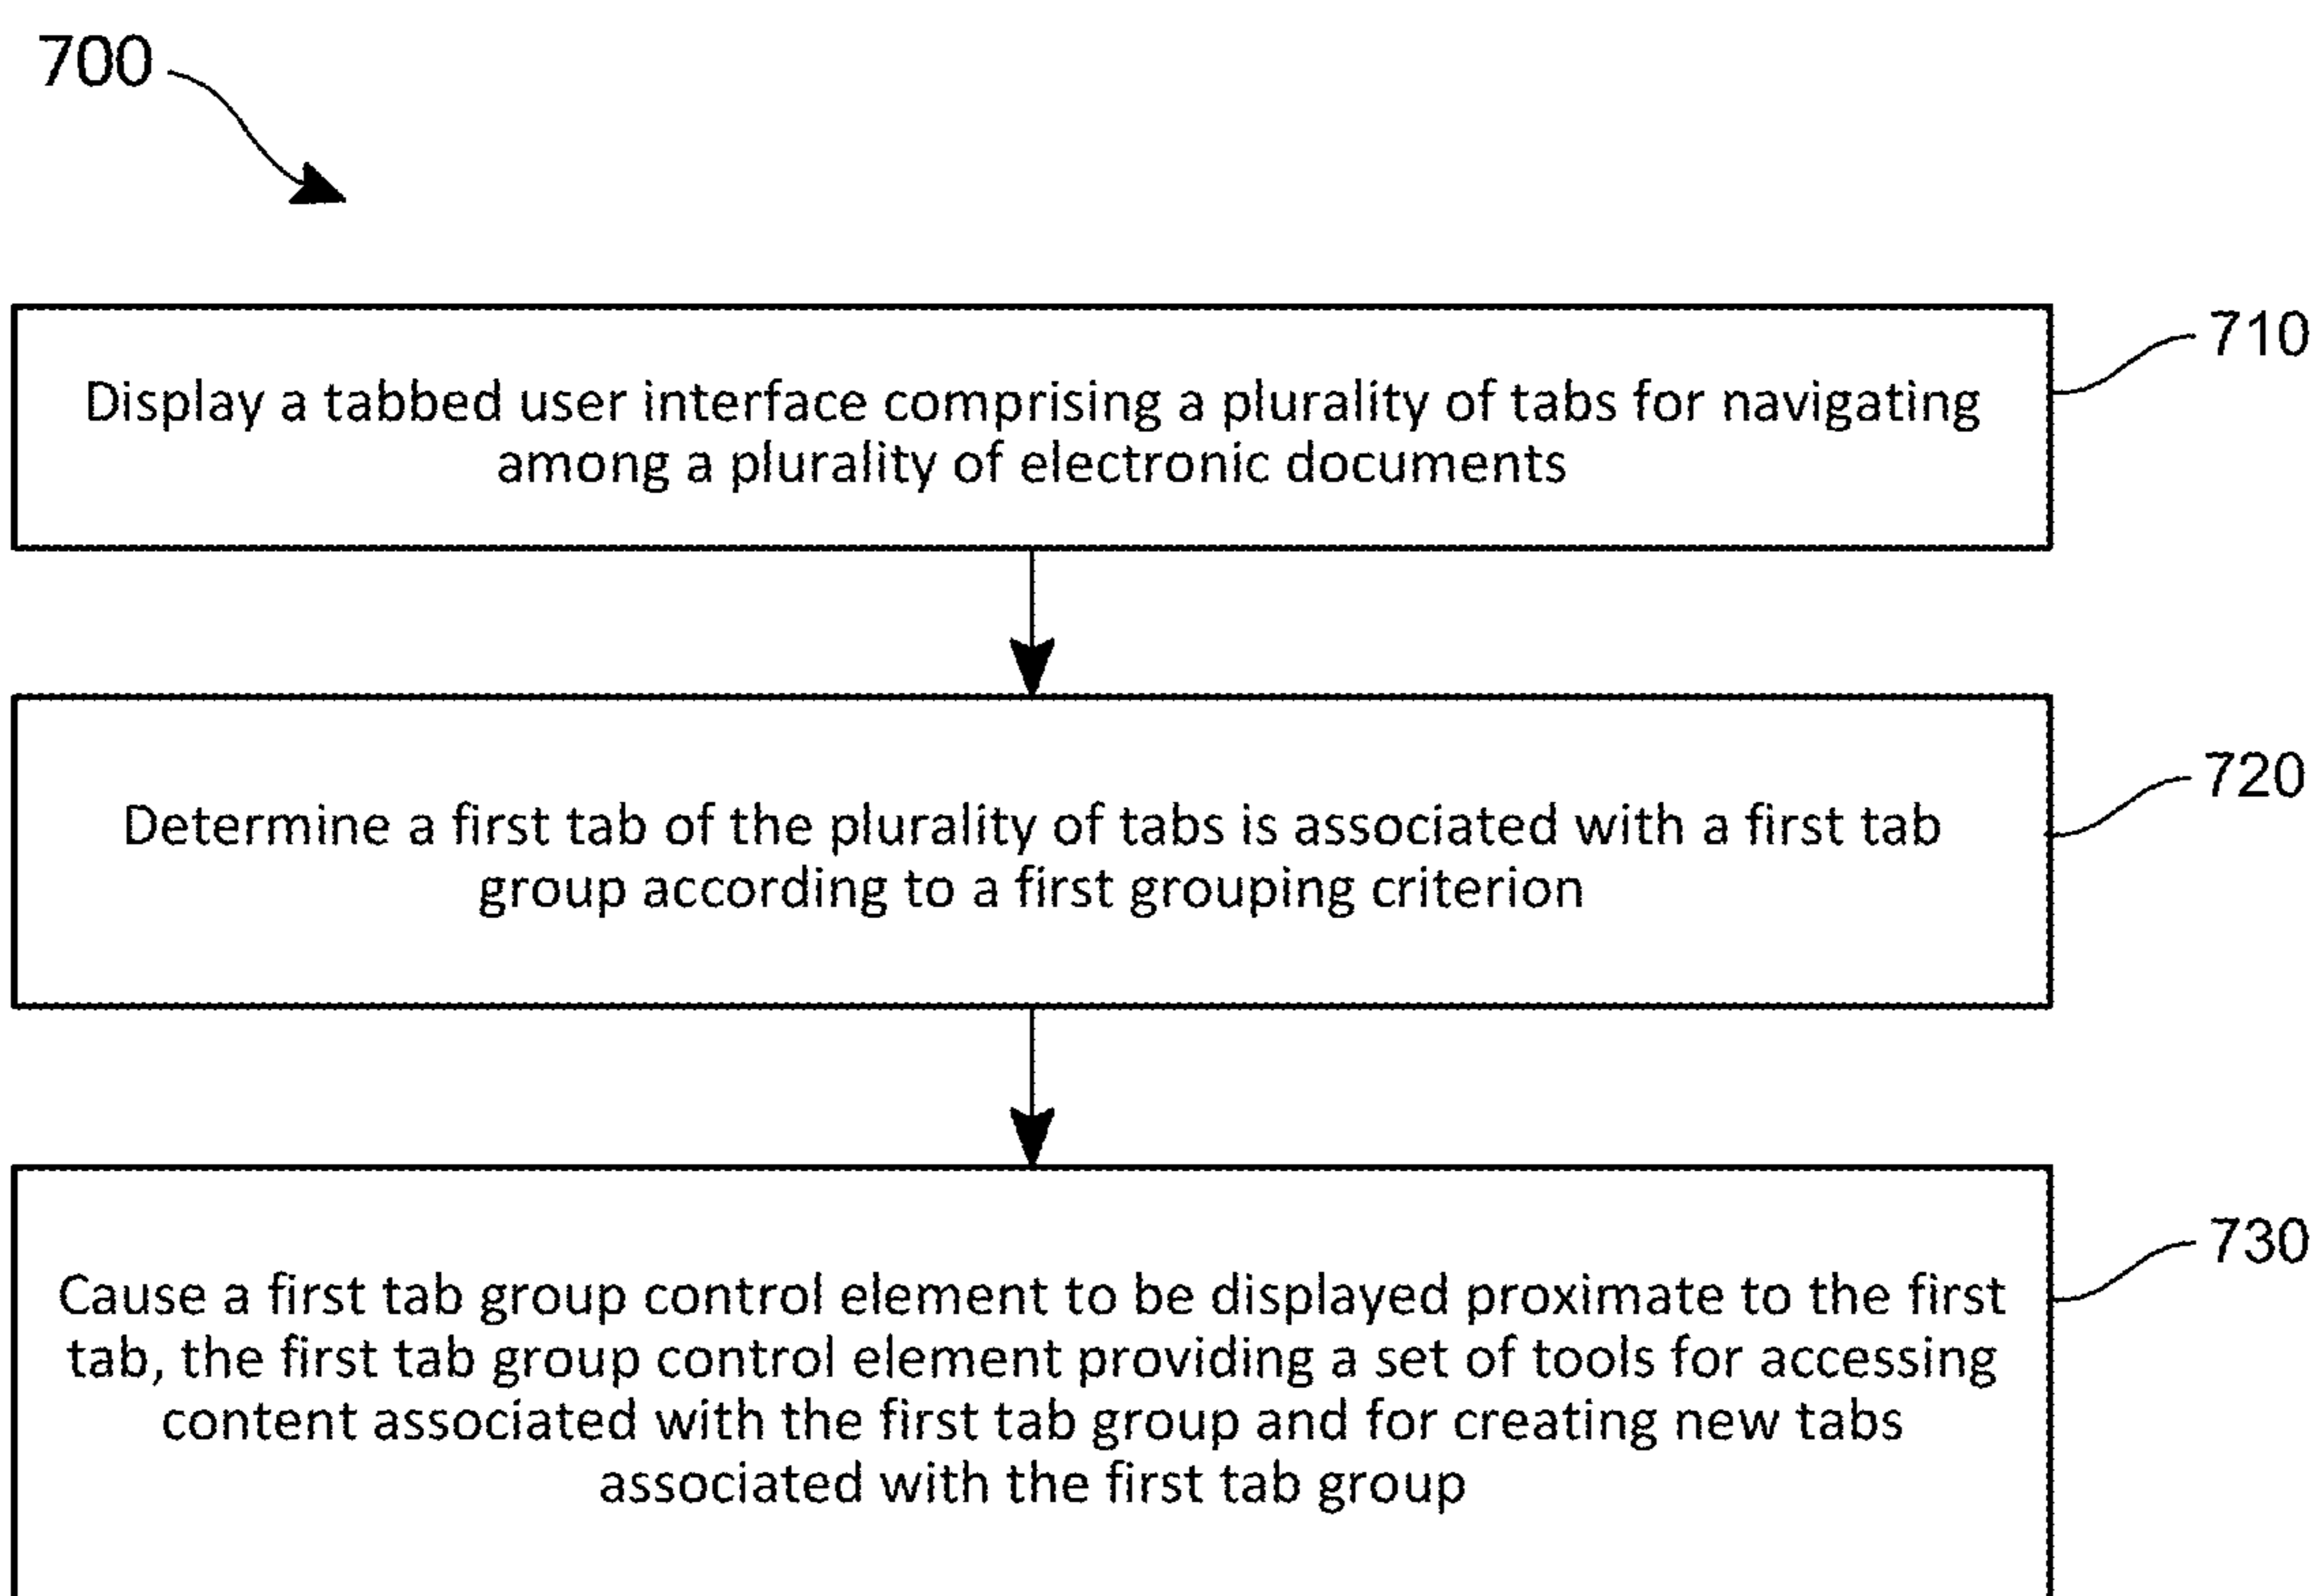 700
710
Display a tabbed user interface comprising a plurality of tabs for navigating
among a plurality of electronic documents
720
Determine a first tab of the plurality of tabs is associated with a first tab
group according to a first grouping criterion
730
Cause a first tab group control element to be displayed proximate to the first
tab, the first tab group control element providing a set of tools for accessing
content associated with the first tab group and for creating new tabs
associated with the first tab group